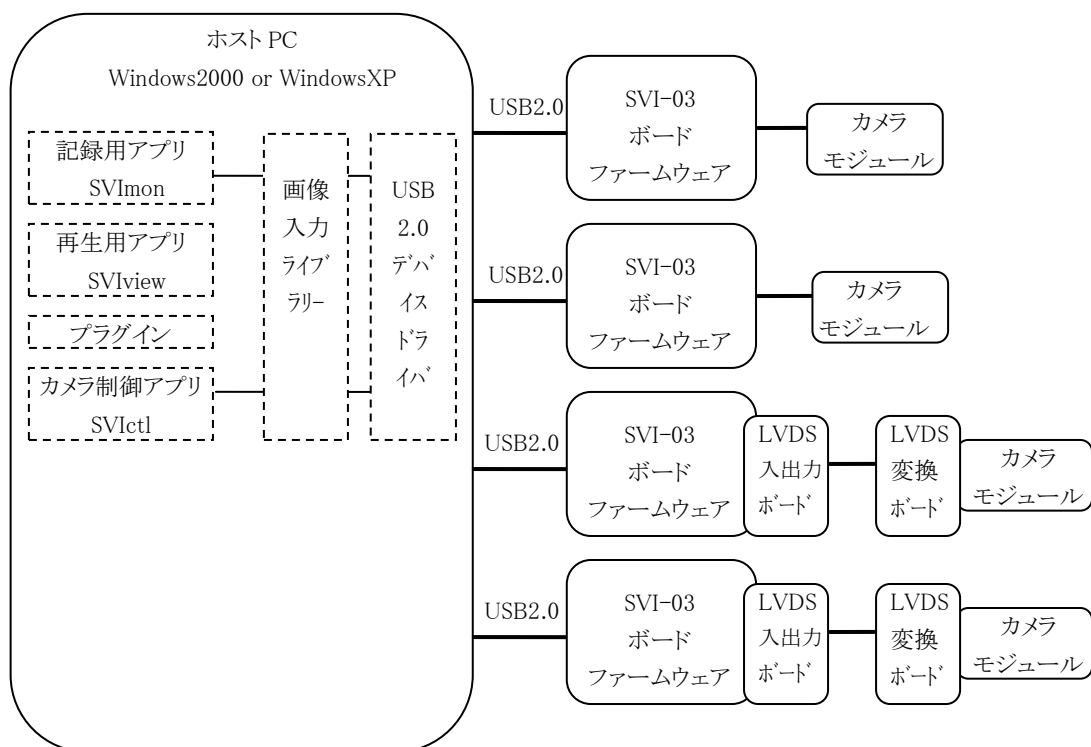 ホスト PC
Windows2000 or WindowsXP
記録用アプリ
SVImon
再生用アプリ
SVIview
プラグイン
カメラ制御アプリ
SVIctl
画像
入力
ﾗｲﾌﾞ
ﾗﾘｰ
USB
2.0
ﾃﾞﾊﾞ
ｲｽ
ﾄﾞﾗ
ｲﾊﾞ
USB2.0
SVI-03
ボード
ファームウェア
カメラ
モジュール
USB2.0
SVI-03
ボード
ファームウェア
カメラ
モジュール
USB2.0
SVI-03
ボード
ファームウェア
LVDS
入出力
ﾎﾞｰﾄﾞ
LVDS
変換
ﾎﾞｰﾄﾞ
カメラ
モジュール
USB2.0
SVI-03
ボード
ファームウェア
LVDS
入出力
ﾎﾞｰﾄﾞ
LVDS
変換
ﾎﾞｰﾄﾞ
カメラ
モジュール